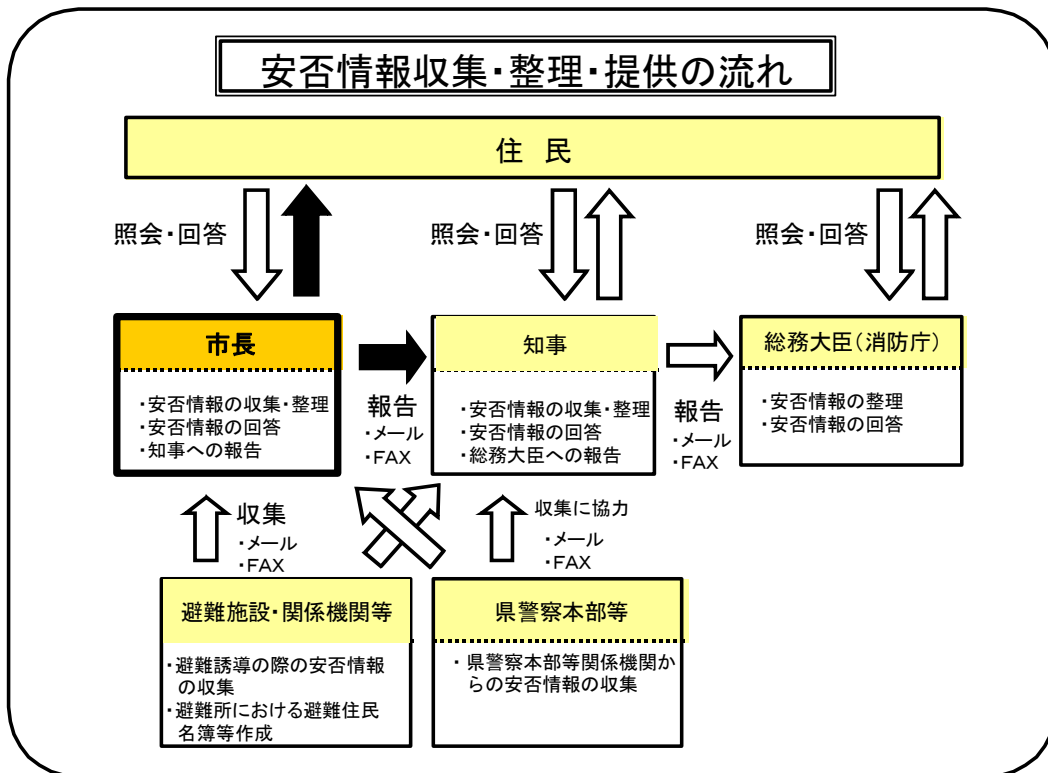 安否情報収集・整理・提供の流れ
住 民
照会・回答
照会・回答
照会・回答
市長
・安否情報の収集・整理
・安否情報の回答
・知事への報告
報告
・メール
・FAX
知事
・安否情報の収集・整理
・安否情報の回答
・総務大臣への報告
報告
・メール
・FAX
総務大臣(消防庁)
・安否情報の整理
・安否情報の回答
収集
・メール
・FAX
収集に協力
・メール
・FAX
避難施設・関係機関等
・避難誘導の際の安否情報
の収集
・避難所における避難住民
名簿等作成
県警察本部等
・県警察本部等関係機関か
らの安否情報の収集